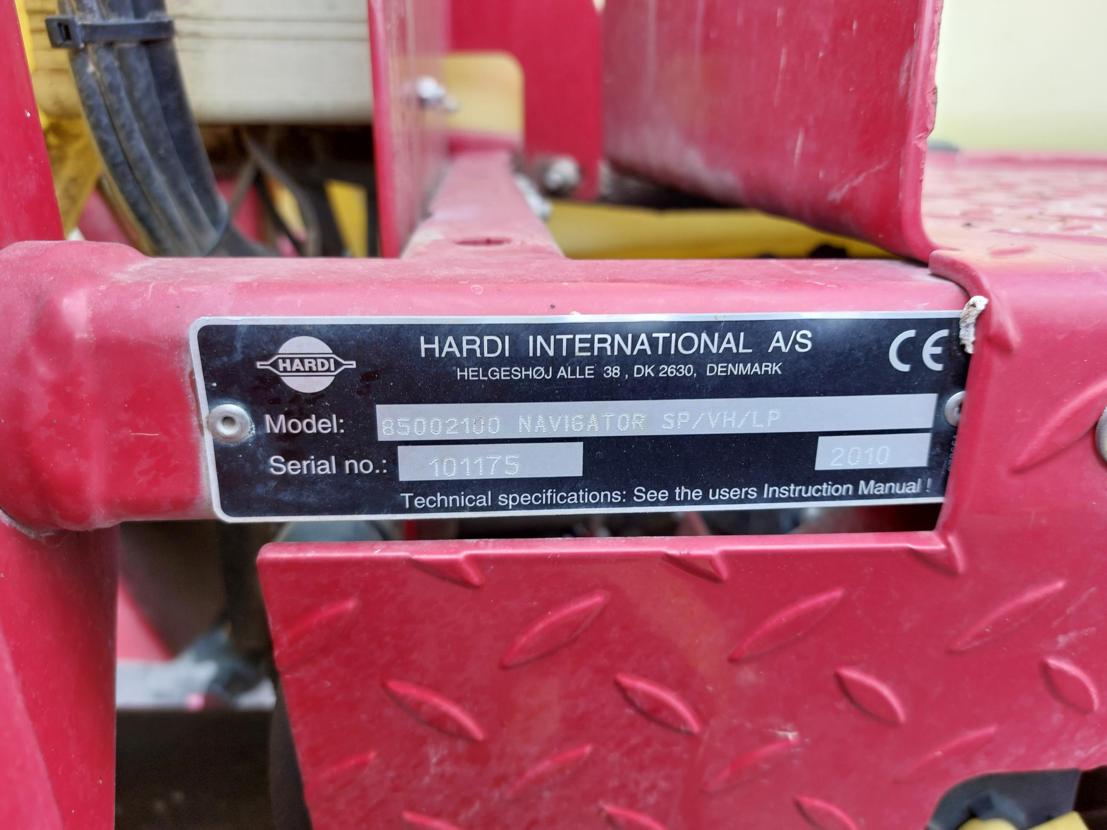 HARDI
HARDI INTERNATIONAL A/S
HELGESHØJ ALLE 38, DK 2630, DENMARK
CE
Model: 85002100 NAVIGATOR SP/VH/LP
Serial no.: 101175 2010
Technical specifications: See the users Instruction Manual !